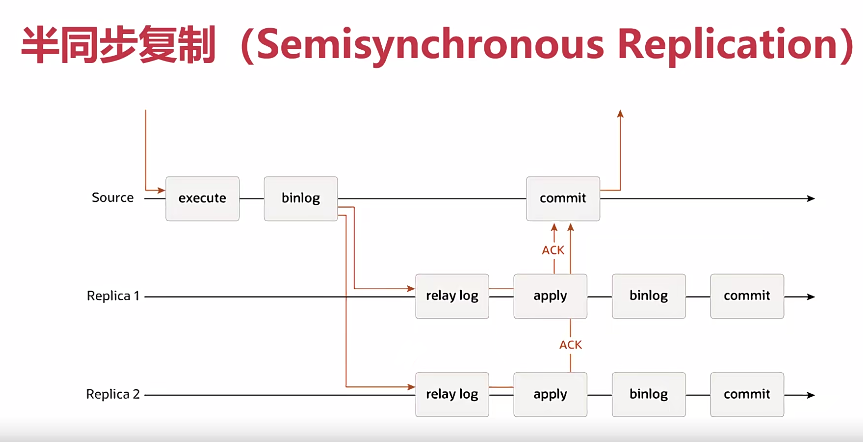 半同步复制（Semisynchronous Replication）
Source execute binlog commit
ACK
Replica 1 relay log apply binlog commit
ACK
Replica 2 relay log apply binlog commit